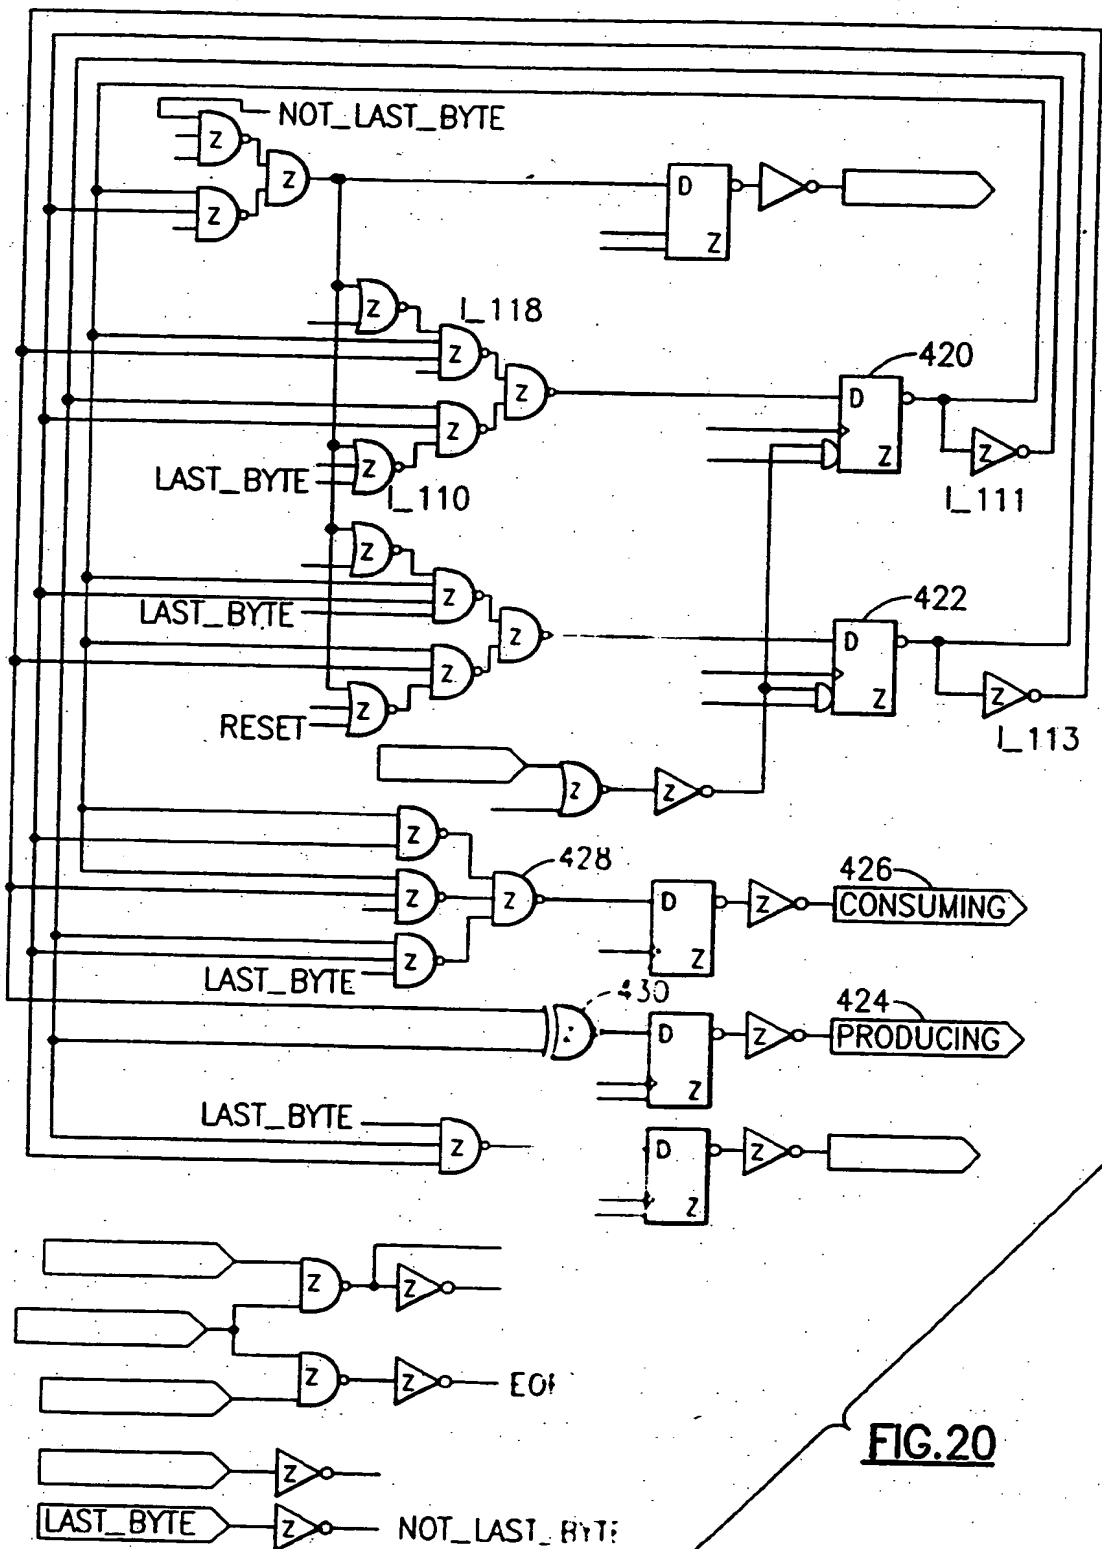 NOT_LAST_BYTE
Z
Z
Z
D
Z
Z
Z
I_118
Z
Z
420
D
Z
Z
LAST_BYTE
Z
I_110
Z
I_111
Z
LAST_BYTE
Z
Z
422
D
Z
Z
RESET
Z
Z
I_113
Z
Z
Z
428
Z
D
Z
Z
426
CONSUMING
Z
Z
LAST_BYTE
430
D
Z
Z
424
PRODUCING
LAST_BYTE
Z
D
Z
Z
Z
Z
Z
Z
Z
LAST_BYTE
Z
NOT_LAST_BYTE
FIG.20